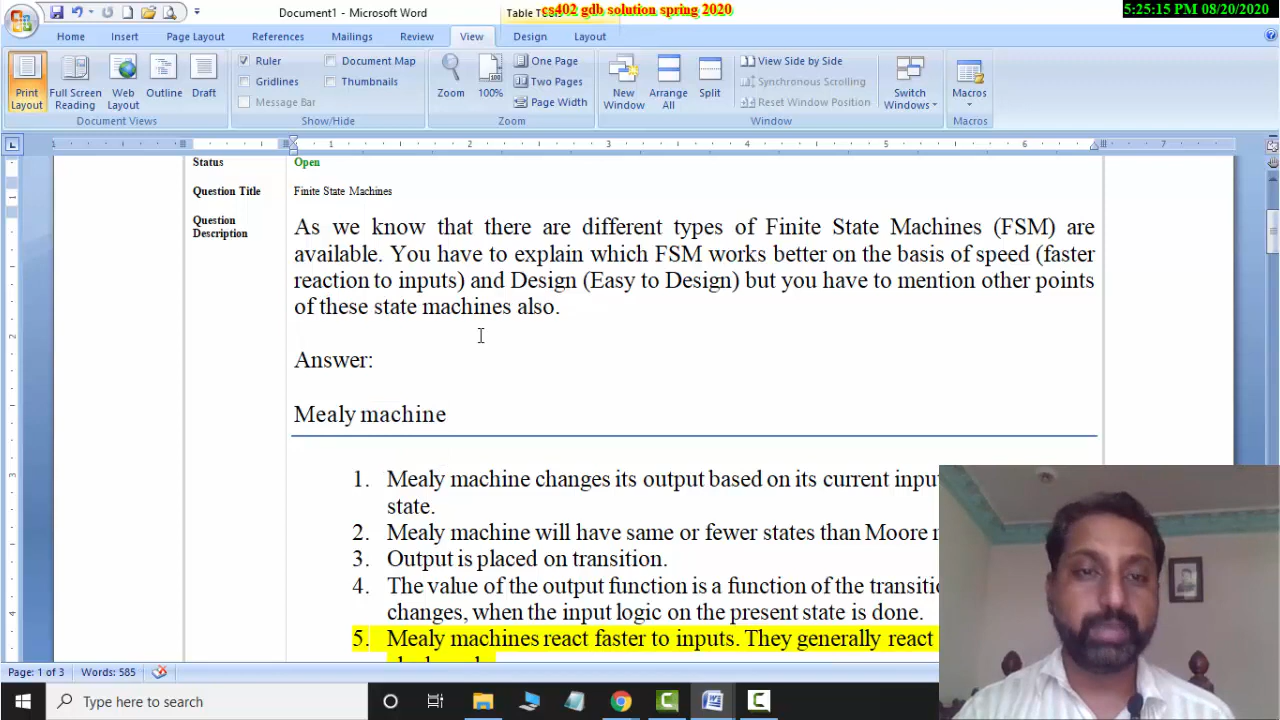 Document1 - Microsoft Word
Table
cs402 gdb solution spring 2020
5:25:15 PM 08/20/2020
Home Insert Page Layout References Mailings Review View Design Layout
Ruler Document Map
Gridlines Thumbnails
Message Bar
Print Layout
Full Screen Reading
Web Layout
Outline
Draft
Zoom
100%
One Page
Two Pages
Page Width
New Window
Arrange All
Split
View Side by Side
Synchronous Scrolling
Reset Window Position
Switch Windows
Macros
Document Views Show/Hide Zoom Window Macros
1 1 2 3 4 5 6 7
Status Open
Question Title Finite State Machines
Question Description
As we know that there are different types of Finite State Machines (FSM) are
available. You have to explain which FSM works better on the basis of speed (faster
reaction to inputs) and Design (Easy to Design) but you have to mention other points
of these state machines also.
Answer:
Mealy machine
1. Mealy machine changes its output based on its current
state.
2. Mealy machine will have same or fewer states than Moore
3. Output is placed on transition.
4. The value of the output function is a function of the
changes, when the input logic on the present state is done.
5. Mealy machines react faster to inputs. They generally react
Page: 1 of 3 Words: 585
Type here to search